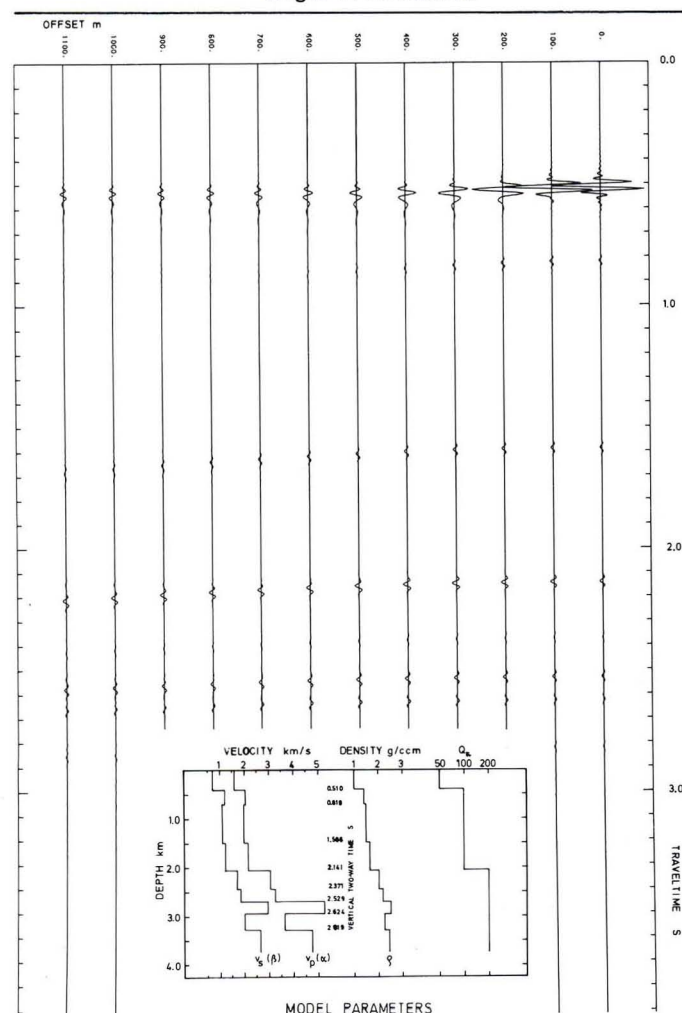 OFFSET m
1100. 1000. 900. 800. 700. 600. 500. 400. 300. 200. 100. 0.
0.0
1.0
2.0
3.0
TRAVELTIME S
VELOCITY km/s DENSITY g/ccm Qα
1 2 3 4 5 1 2 3 50 100 200
DEPTH km
1.0
2.0
3.0
4.0
VERTICAL TWO-WAY TIME S
0.510
0.818
1.586
2.141
2.371
2.529
2.624
2.819
vs(β) vp(α) ρ
MODEL PARAMETERS